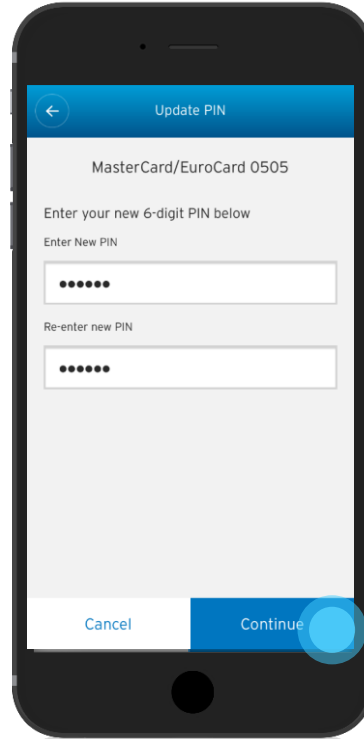 Update PIN
MasterCard/EuroCard 0505
Enter your new 6-digit PIN below
Enter New PIN
●●●●●●
Re-enter new PIN
●●●●●●
Cancel Continue